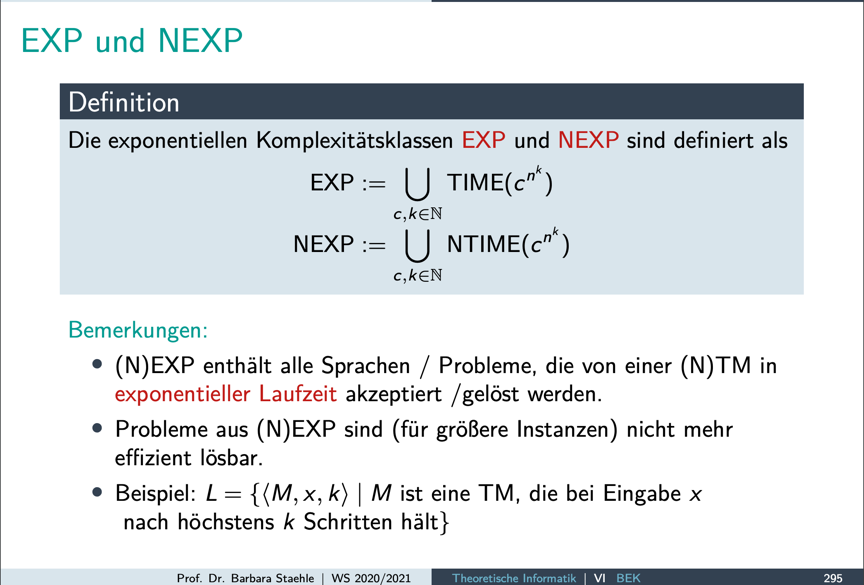 EXP und NEXP
Definition
Die exponentiellen Komplexitätsklassen EXP und NEXP sind definiert als
EXP := ⋃_{c,k∈ℕ} TIME(c^{n^k})
NEXP := ⋃_{c,k∈ℕ} NTIME(c^{n^k})
Bemerkungen:
• (N)EXP enthält alle Sprachen / Probleme, die von einer (N)TM in
exponentieller Laufzeit akzeptiert /gelöst werden.
• Probleme aus (N)EXP sind (für größere Instanzen) nicht mehr
effizient lösbar.
• Beispiel: L = {⟨M, x, k⟩ | M ist eine TM, die bei Eingabe x
nach höchstens k Schritten hält}
Prof. Dr. Barbara Staehle | WS 2020/2021 Theoretische Informatik | VI BEK 295